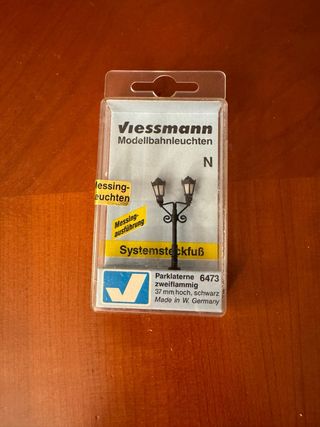 Viessmann
Modellbahnleuchten
N
Messing-
leuchten
Messing-
ausführung
Systemsteckfuß
Parklaterne 6473
zweiflammig
37 mm hoch, schwarz
Made in W. Germany